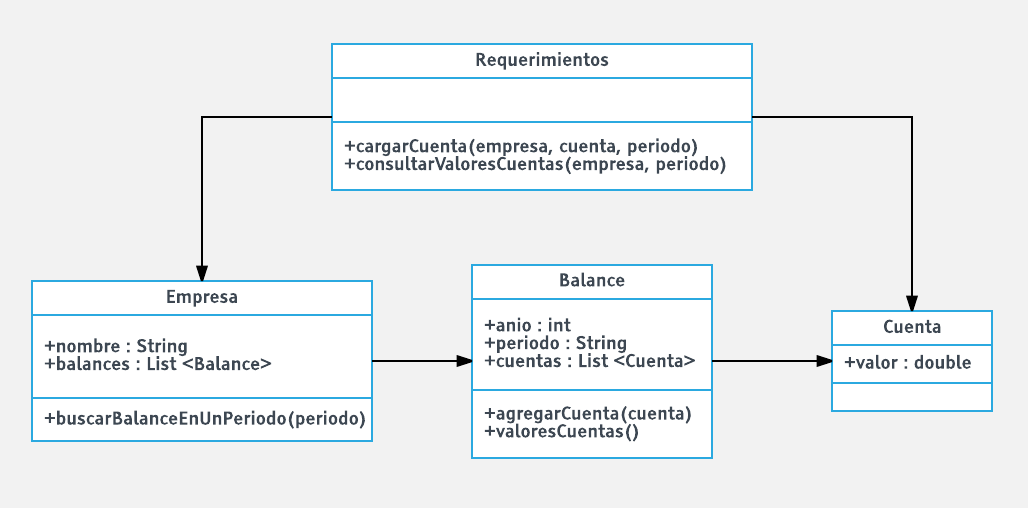 Requerimientos
+cargarCuenta(empresa, cuenta, periodo)
+consultarValoresCuentas(empresa, periodo)
Empresa
+nombre : String
+balances : List <Balance>
+buscarBalanceEnUnPeriodo(periodo)
Balance
+anio : int
+periodo : String
+cuentas : List <Cuenta>
+agregarCuenta(cuenta)
+valoresCuentas()
Cuenta
+valor : double